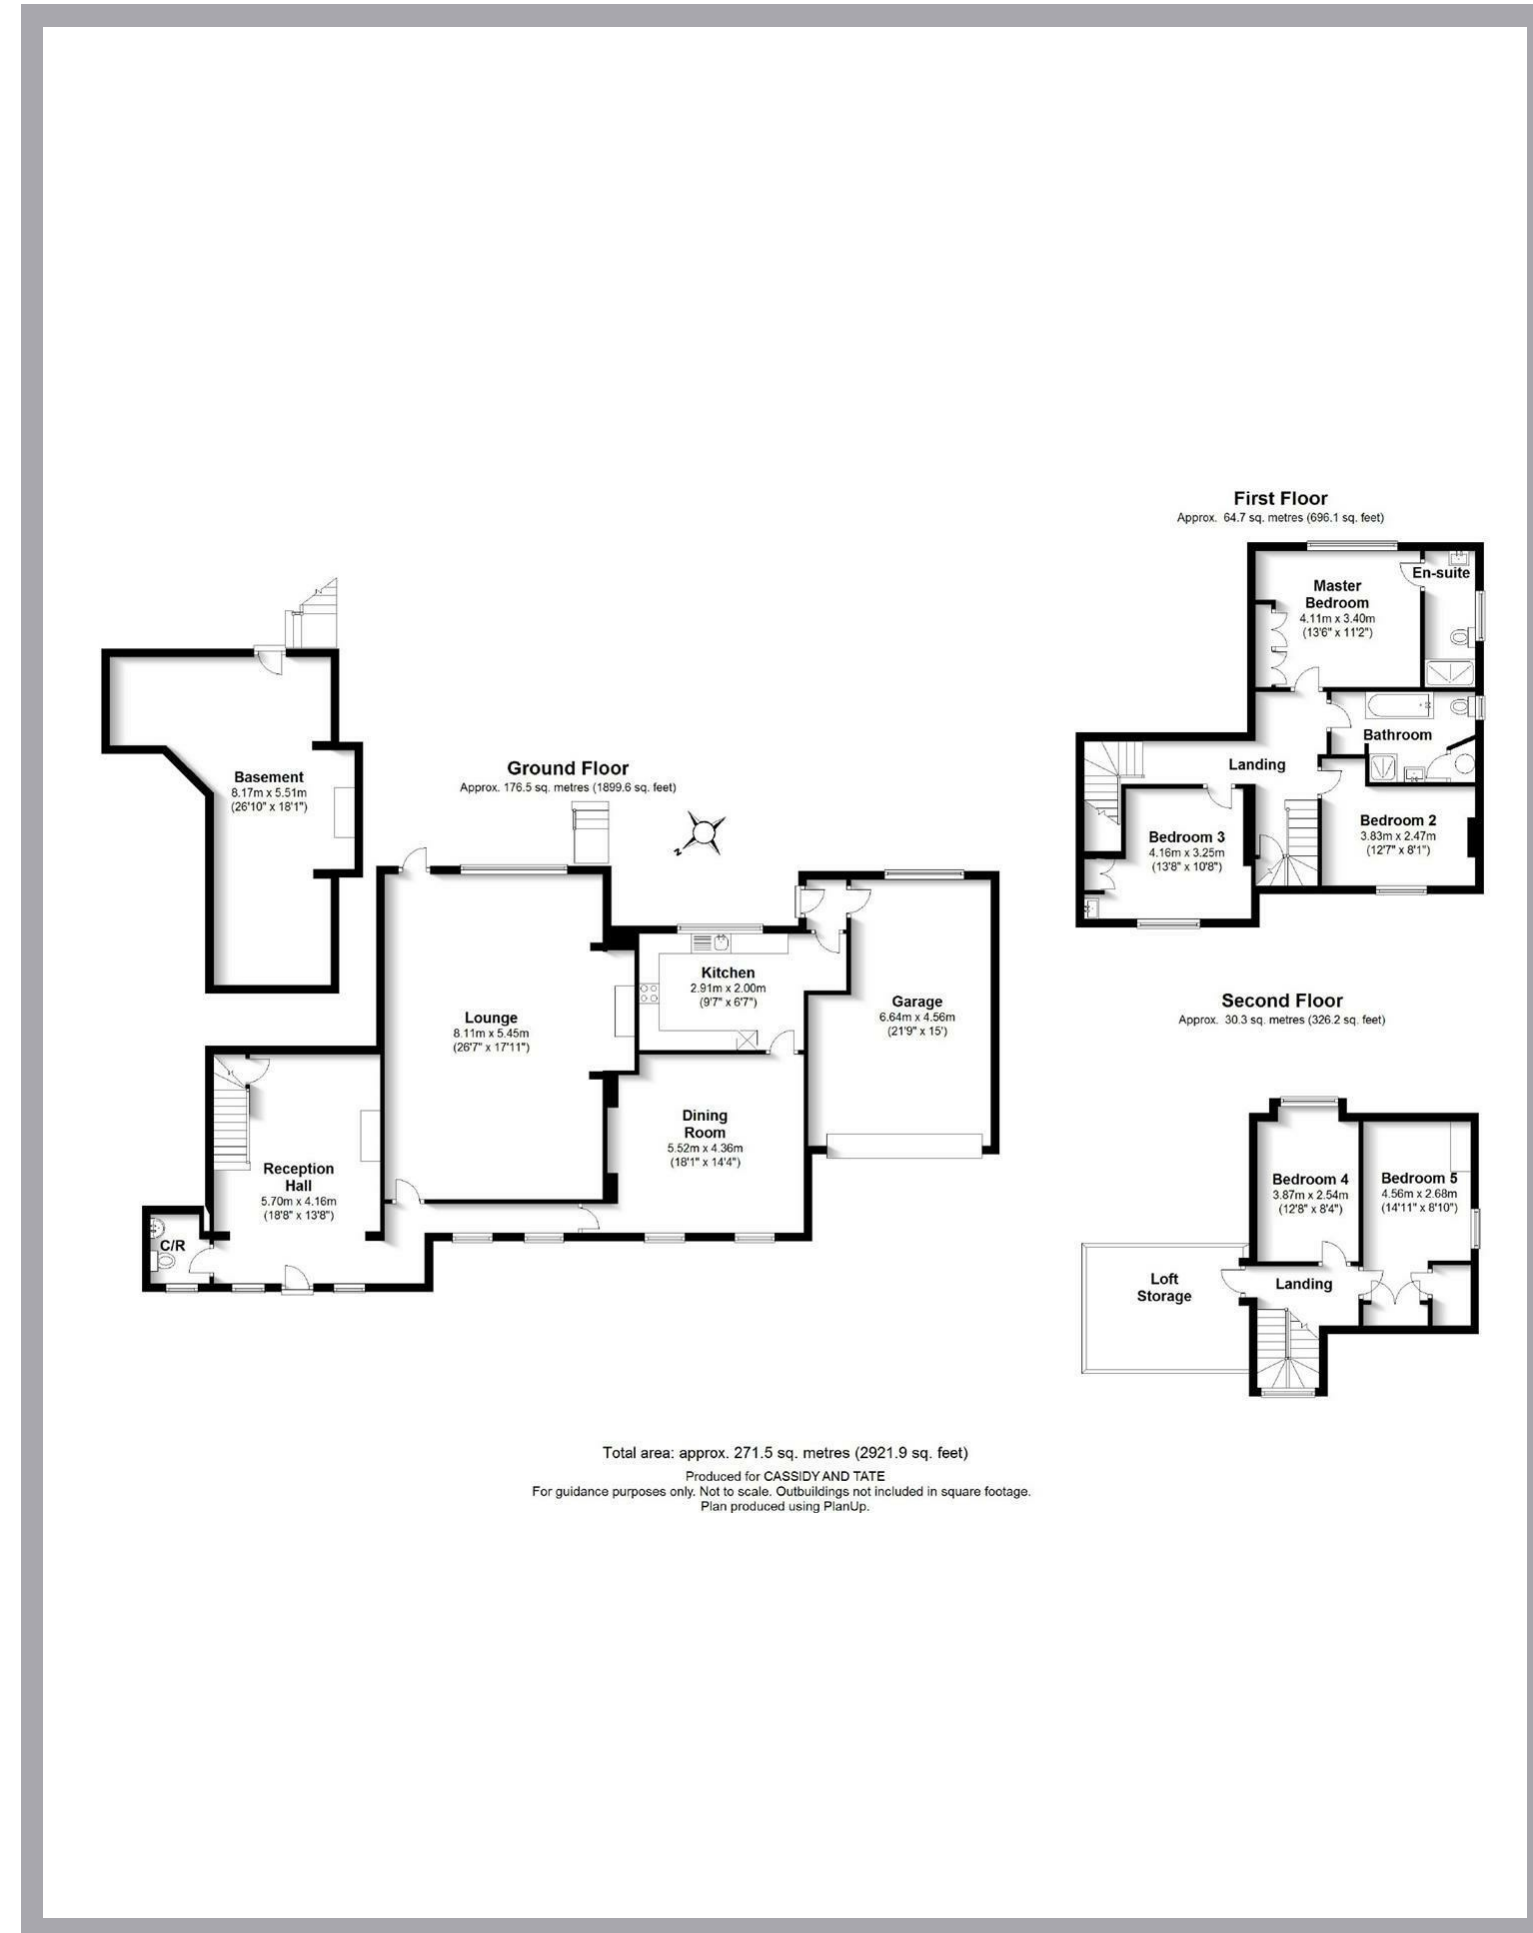 First Floor
Approx. 64.7 sq. metres (696.1 sq. feet)
Master
Bedroom
4.11m x 3.40m
(13'6" x 11'2")
En-suite
Bathroom
Landing
Bedroom 2
3.83m x 2.47m
(12'7" x 8'1")
Bedroom 3
4.16m x 3.25m
(13'8" x 10'8")
Basement
8.17m x 5.51m
(26'10" x 18'1")
Ground Floor
Approx. 176.5 sq. metres (1899.6 sq. feet)
N
Kitchen
2.91m x 2.00m
(9'7" x 6'7")
Garage
6.64m x 4.56m
(21'9" x 15')
Lounge
8.11m x 5.45m
(26'7" x 17'11")
Dining
Room
5.52m x 4.36m
(18'1" x 14'4")
Reception
Hall
5.70m x 4.16m
(18'8" x 13'8")
C/R
Second Floor
Approx. 30.3 sq. metres (326.2 sq. feet)
Bedroom 4
3.87m x 2.54m
(12'8" x 8'4")
Bedroom 5
4.56m x 2.68m
(14'11" x 8'10")
Loft
Storage
Landing
Total area: approx. 271.5 sq. metres (2921.9 sq. feet)
Produced for CASSIDY AND TATE
For guidance purposes only. Not to scale. Outbuildings not included in square footage.
Plan produced using PlanUp.